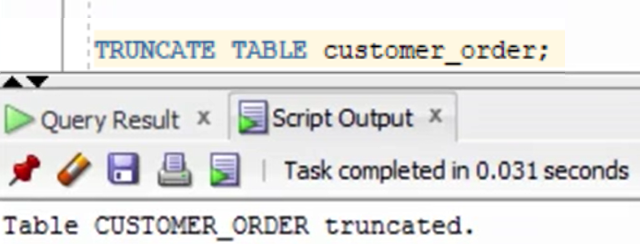 TRUNCATE TABLE customer_order;
Query Result x Script Output x
Task completed in 0.031 seconds
Table CUSTOMER_ORDER truncated.